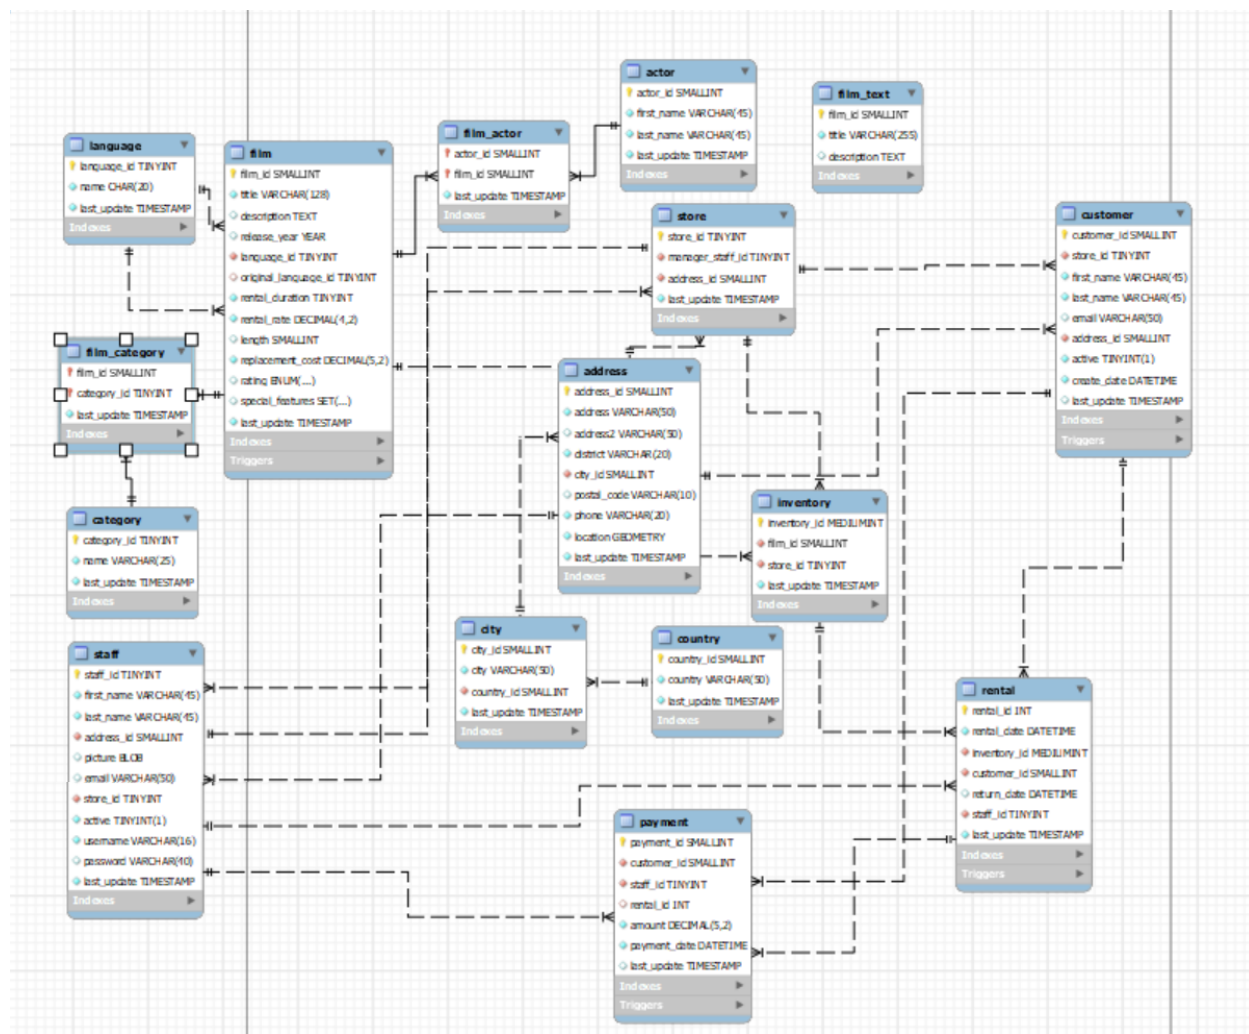 actor
actor_id SMALLINT
first_name VARCHAR(45)
last_name VARCHAR(45)
last_update TIMESTAMP
Indexes
film_text
film_id SMALLINT
title VARCHAR(255)
description TEXT
Indexes
language
language_id TINYINT
name CHAR(20)
last_update TIMESTAMP
Indexes
film
film_id SMALLINT
title VARCHAR(128)
description TEXT
release_year YEAR
language_id TINYINT
original_language_id TINYINT
rental_duration TINYINT
rental_rate DECIMAL(4,2)
length SMALLINT
replacement_cost DECIMAL(5,2)
rating ENUM(...)
special_features SET(...)
last_update TIMESTAMP
Indexes
Triggers
film_actor
actor_id SMALLINT
film_id SMALLINT
last_update TIMESTAMP
Indexes
store
store_id TINYINT
manager_staff_id TINYINT
address_id SMALLINT
last_update TIMESTAMP
Indexes
customer
customer_id SMALLINT
store_id TINYINT
first_name VARCHAR(45)
last_name VARCHAR(45)
email VARCHAR(50)
address_id SMALLINT
active TINYINT(1)
create_date DATETIME
last_update TIMESTAMP
Indexes
Triggers
film_category
film_id SMALLINT
category_id TINYINT
last_update TIMESTAMP
Indexes
address
address_id SMALLINT
address VARCHAR(50)
address2 VARCHAR(50)
district VARCHAR(20)
city_id SMALLINT
postal_code VARCHAR(10)
phone VARCHAR(20)
location GEOMETRY
last_update TIMESTAMP
Indexes
inventory
inventory_id MEDIUMINT
film_id SMALLINT
store_id TINYINT
last_update TIMESTAMP
Indexes
category
category_id TINYINT
name VARCHAR(25)
last_update TIMESTAMP
Indexes
city
city_id SMALLINT
city VARCHAR(50)
country_id SMALLINT
last_update TIMESTAMP
Indexes
country
country_id SMALLINT
country VARCHAR(50)
last_update TIMESTAMP
Indexes
staff
staff_id TINYINT
first_name VARCHAR(45)
last_name VARCHAR(45)
address_id SMALLINT
picture BLOB
email VARCHAR(50)
store_id TINYINT
active TINYINT(1)
username VARCHAR(16)
password VARCHAR(40)
last_update TIMESTAMP
Indexes
rental
rental_id INT
rental_date DATETIME
inventory_id MEDIUMINT
customer_id SMALLINT
return_date DATETIME
staff_id TINYINT
last_update TIMESTAMP
Indexes
Triggers
payment
payment_id SMALLINT
customer_id SMALLINT
staff_id TINYINT
rental_id INT
amount DECIMAL(5,2)
payment_date DATETIME
last_update TIMESTAMP
Indexes
Triggers